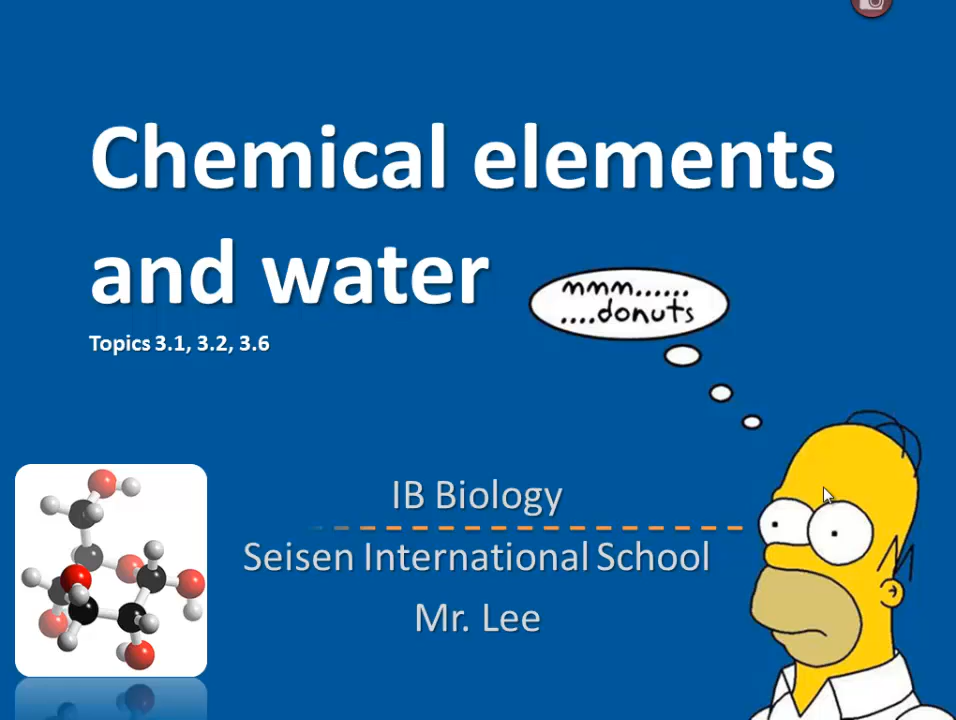 Chemical elements
and water
Topics 3.1, 3.2, 3.6
mmm......
....donuts
IB Biology
Seisen International School
Mr. Lee